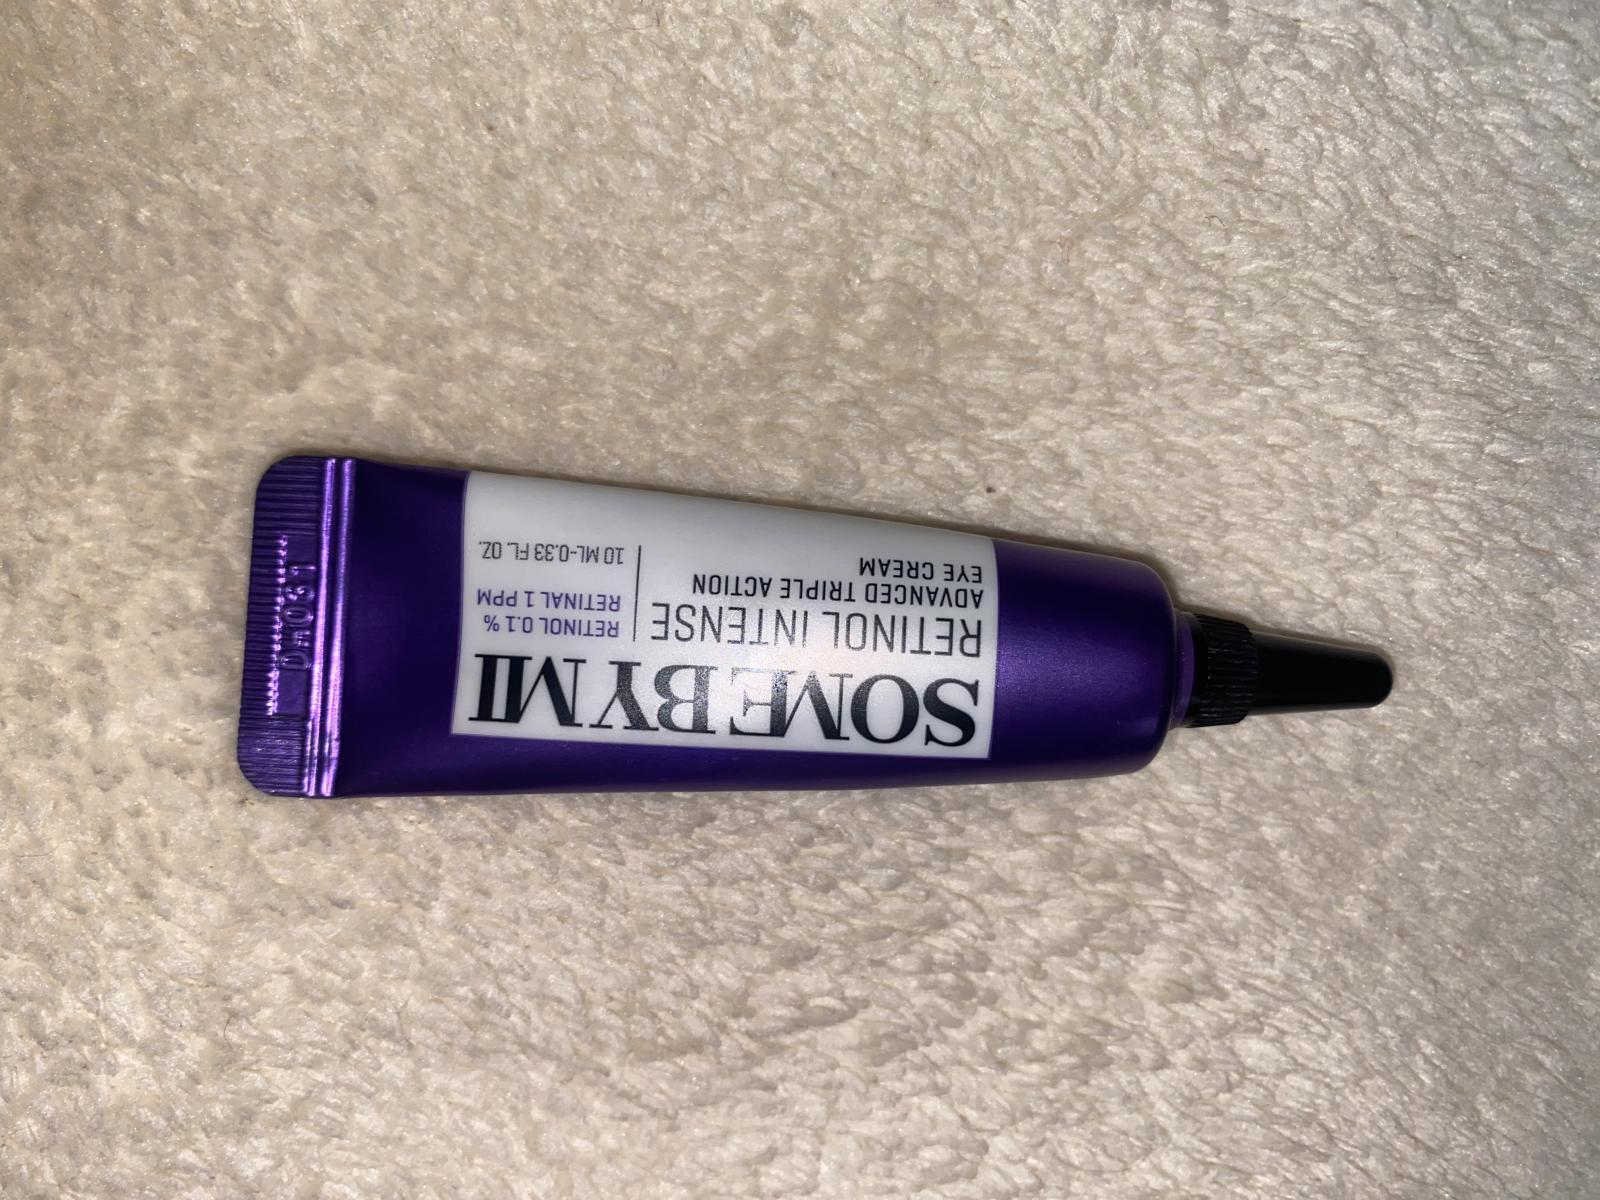 SOME BY MI
RETINOL INTENSE
ADVANCED TRIPLE ACTION
EYE CREAM
RETINOL 0.1 %
RETINAL 1 PPM
10 ML-0.33 FL. OZ.